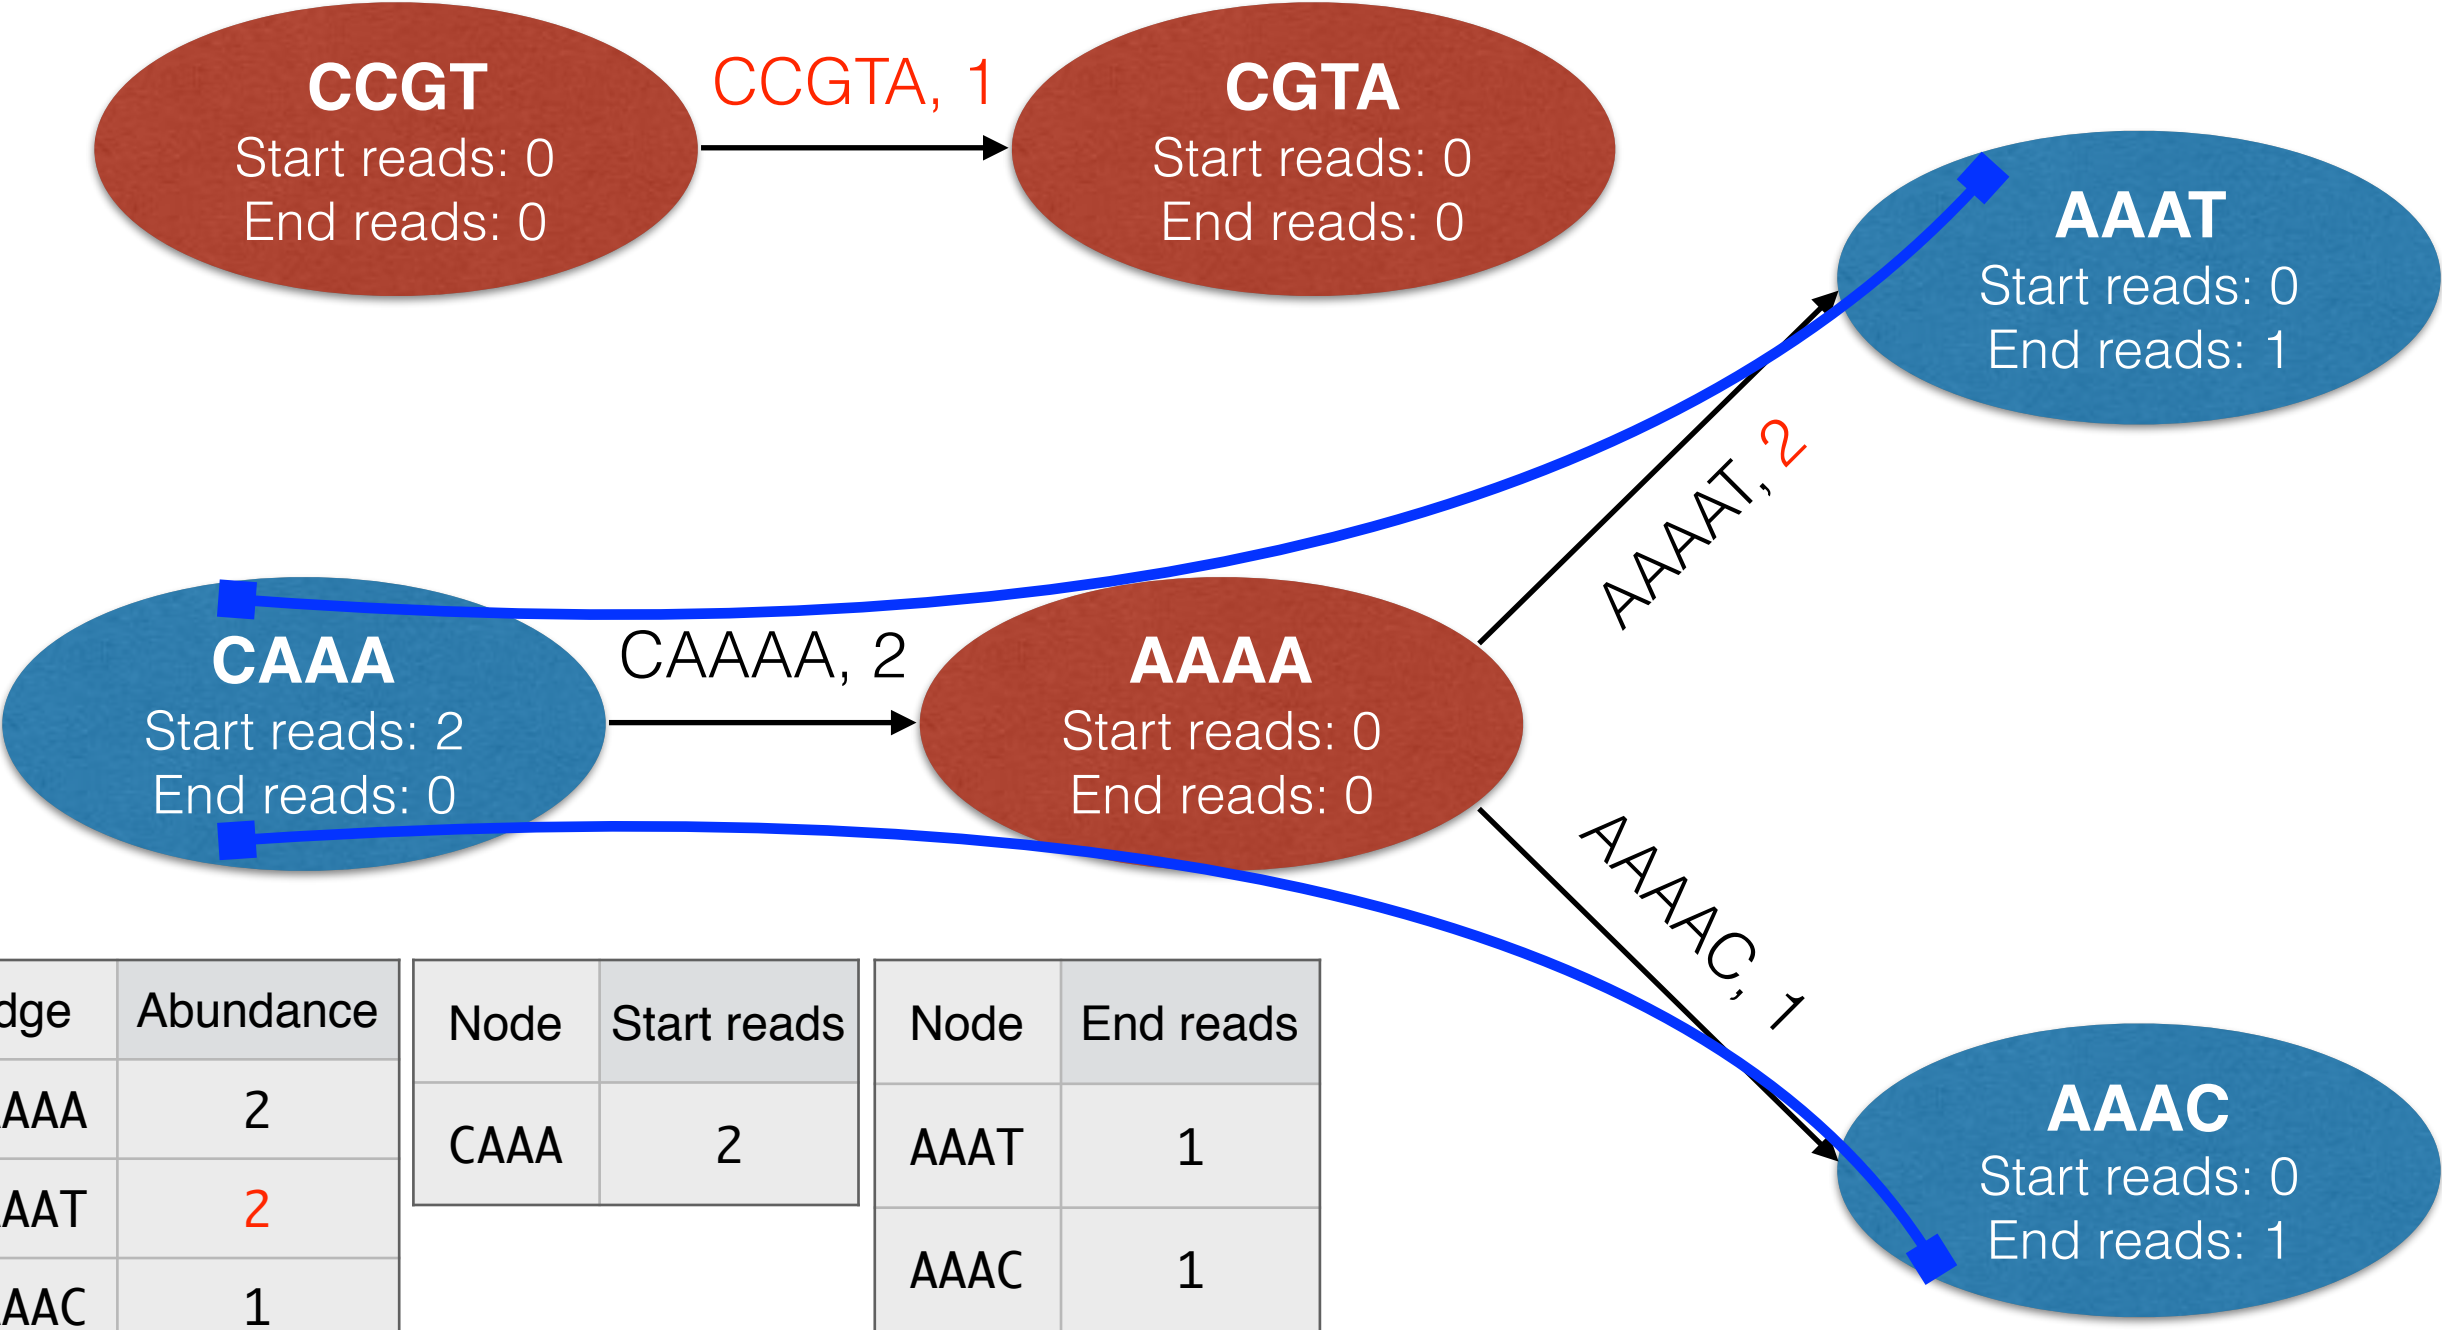 CCGT
Start reads: 0
End reads: 0
CCGTA, 1
CGTA
Start reads: 0
End reads: 0
AAAT
Start reads: 0
End reads: 1
AAAAT, 2
CAAA
Start reads: 2
End reads: 0
CAAAA, 2
AAAA
Start reads: 0
End reads: 0
AAAAC, 1
AAAC
Start reads: 0
End reads: 1
dge Abundance
AAA 2
AAT 2
AAC 1
Node Start reads
CAAA 2
Node End reads
AAAT 1
AAAC 1